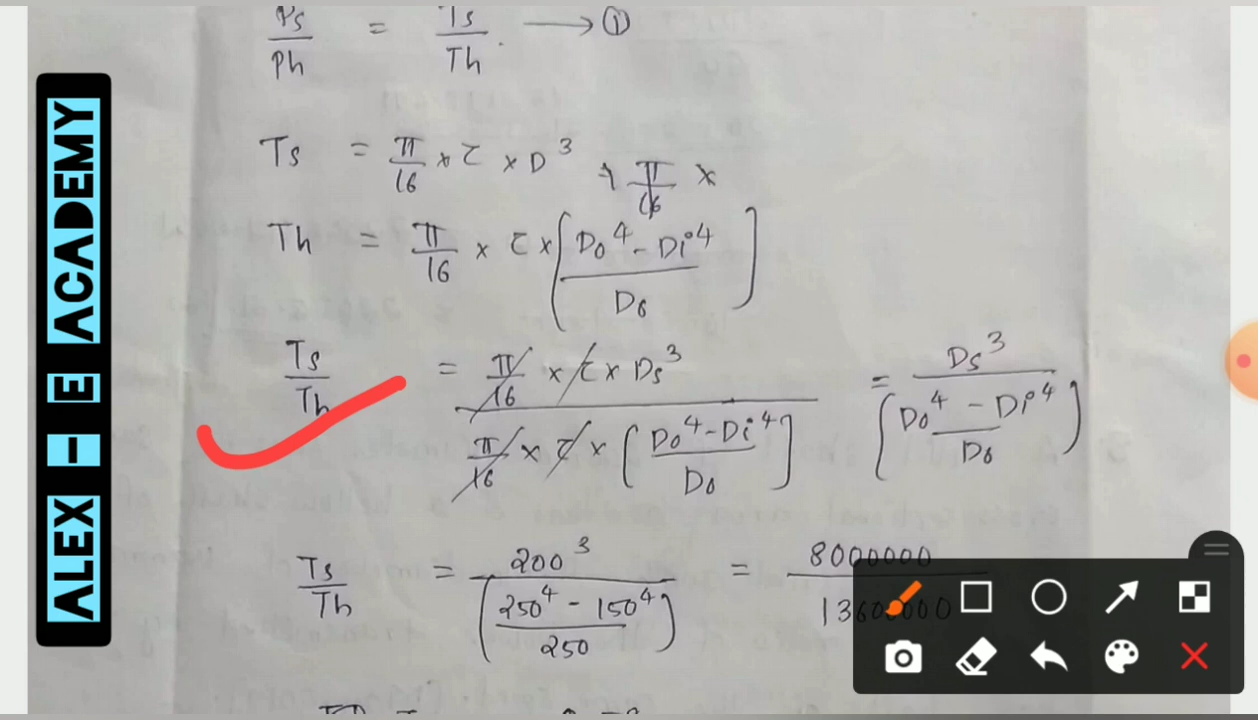 ALEX – E ACADEMY
Ps/Ph = Ts/Th. ⟶ ①
Ts = π/16 × τ × D³
π/16 ×
Th = π/16 × τ × [Do⁴ - Di⁴ / Do]
Ts/Th = π/16 × τ × Ds³ / π/16 × τ × [Do⁴ - Di⁴ / Do] = Ds³ / [Do⁴ - Di⁴ / Do]
Ts/Th = 200³ / (250⁴ - 150⁴ / 250) = 8000000 / 13600000